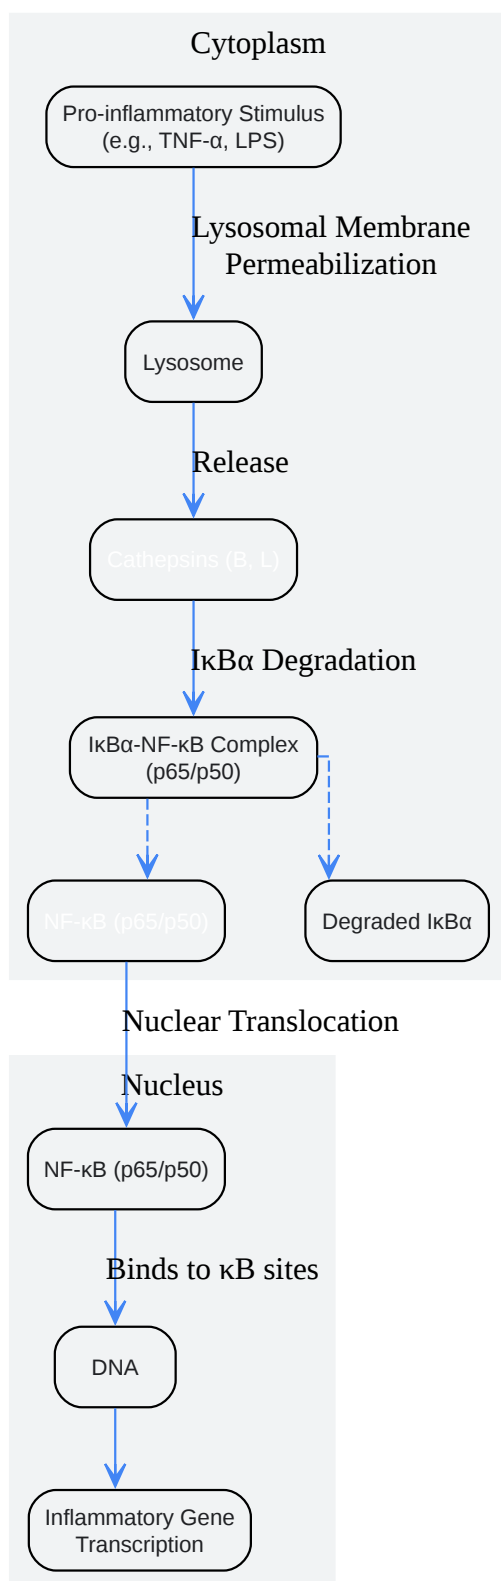 Cytoplasm
Pro-inflammatory Stimulus
(e.g., TNF-α, LPS)
Lysosomal Membrane
Permeabilization
Lysosome
Release
Cathepsins (B, L)
IκBα Degradation
IκBα-NF-κB Complex
(p65/p50)
NF-κB (p65/p50)
Degraded IκBα
Nuclear Translocation
Nucleus
NF-κB (p65/p50)
Binds to κB sites
DNA
Inflammatory Gene
Transcription